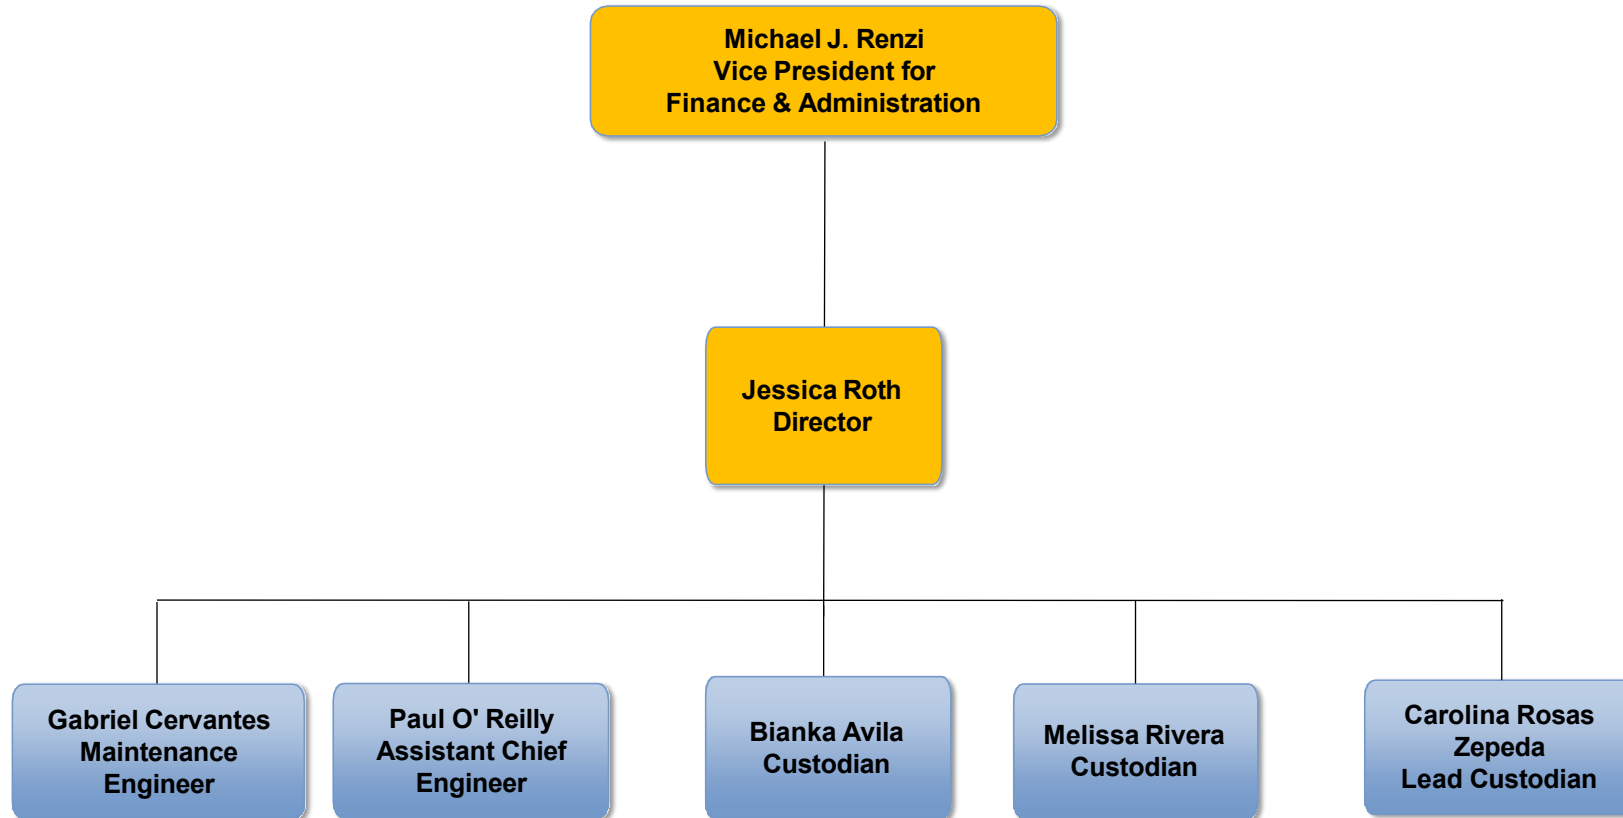 Michael J. Renzi
Vice President for
Finance & Administration
Jessica Roth
Director
Gabriel Cervantes
Maintenance
Engineer
Paul O' Reilly
Assistant Chief
Engineer
Bianka Avila
Custodian
Melissa Rivera
Custodian
Carolina Rosas
Zepeda
Lead Custodian